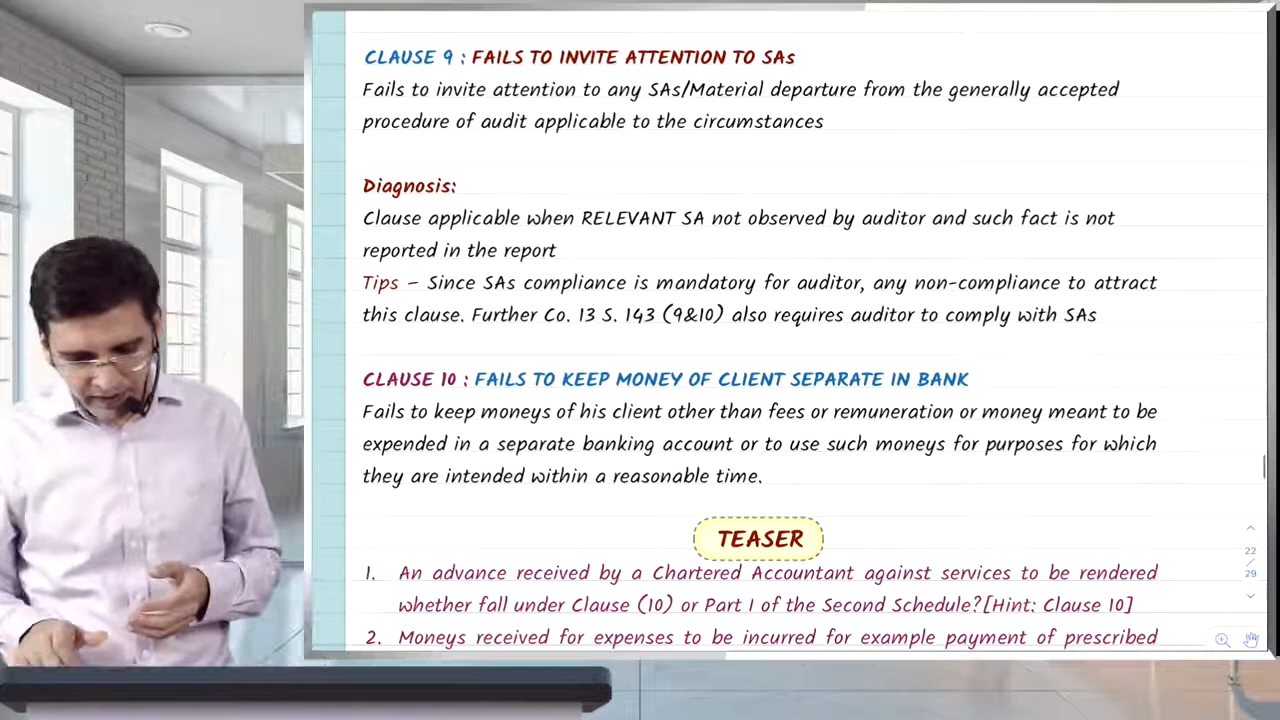 CLAUSE 9 : FAILS TO INVITE ATTENTION TO SAs
Fails to invite attention to any SAs/Material departure from the generally accepted
procedure of audit applicable to the circumstances
Diagnosis:
Clause applicable when RELEVANT SA not observed by auditor and such fact is not
reported in the report
Tips – Since SAs compliance is mandatory for auditor, any non-compliance to attract
this clause. Further Co. 13 S. 143 (9&10) also requires auditor to comply with SAs
CLAUSE 10 : FAILS TO KEEP MONEY OF CLIENT SEPARATE IN BANK
Fails to keep moneys of his client other than fees or remuneration or money meant to be
expended in a separate banking account or to use such moneys for purposes for which
they are intended within a reasonable time.
TEASER
1. An advance received by a Chartered Accountant against services to be rendered
whether fall under Clause (10) or Part I of the Second Schedule?[Hint: Clause 10]
2. Moneys received for expenses to be incurred for example payment of prescribed
22
/
29